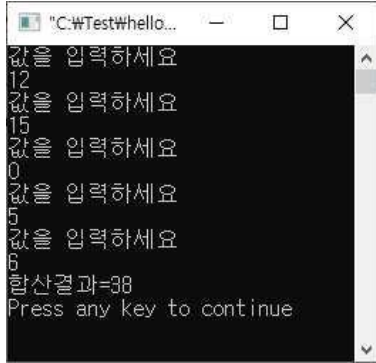 "C:₩Test₩hello...
값을 입력하세요
12
값을 입력하세요
15
값을 입력하세요
0
값을 입력하세요
5
값을 입력하세요
6
합산결과=38
Press any key to continue